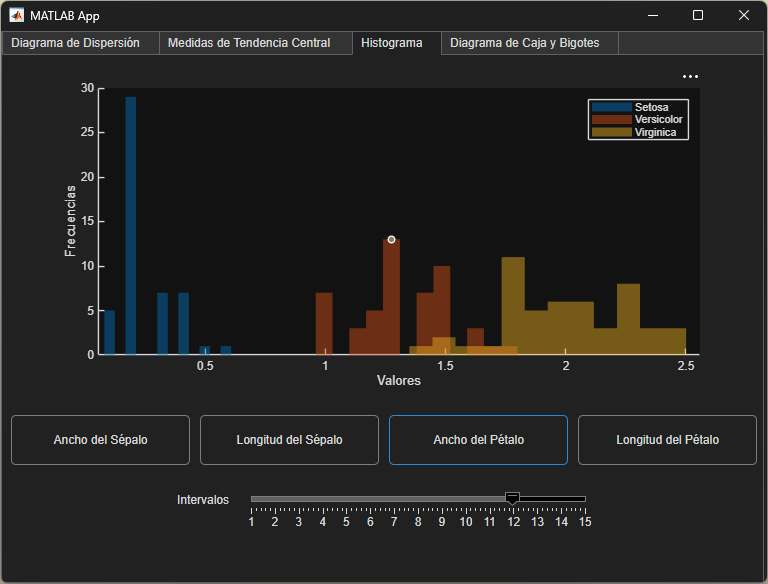 MATLAB App
Diagrama de Dispersión
Medidas de Tendencia Central
Histograma
Diagrama de Caja y Bigotes
30
25
20
15
10
5
0
Frecuencias
Setosa
Versicolor
Virginica
0.5
1
1.5
2
2.5
Valores
Ancho del Sépalo
Longitud del Sépalo
Ancho del Pétalo
Longitud del Pétalo
Intervalos
1 2 3 4 5 6 7 8 9 10 11 12 13 14 15